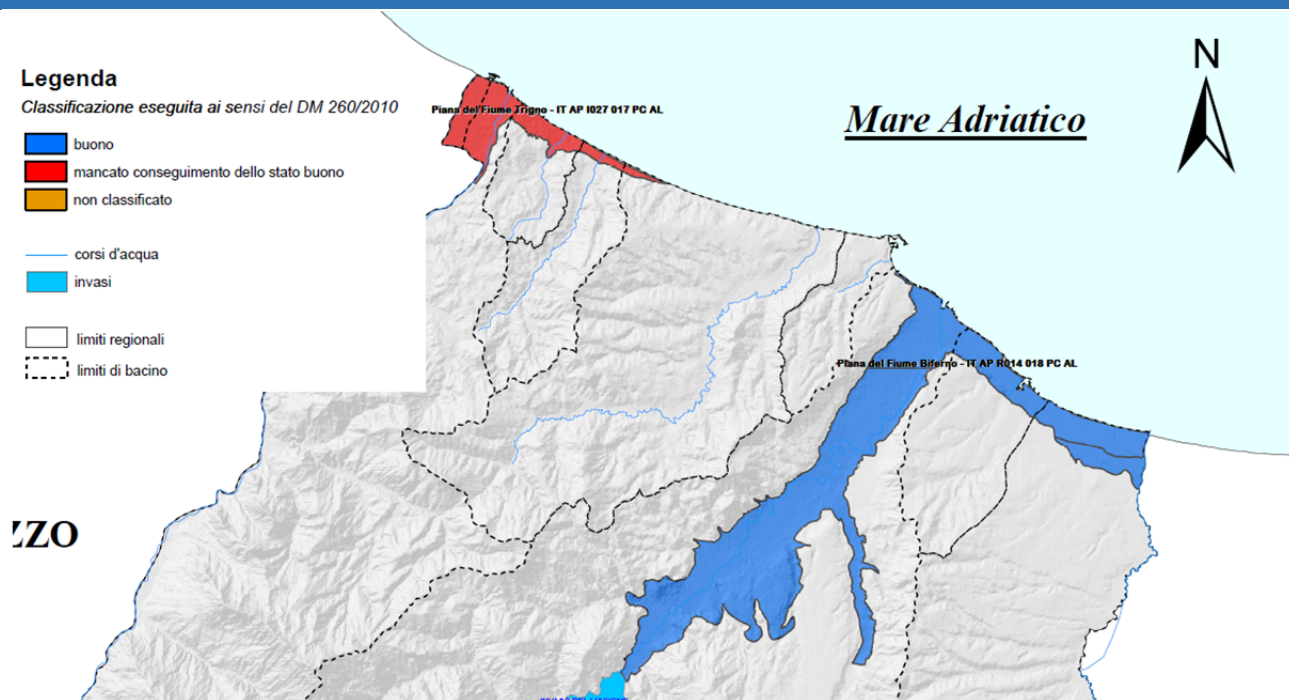 Legenda
Classificazione eseguita ai sensi del DM 260/2010
buono
mancato conseguimento dello stato buono
non classificato
corsi d'acqua
invasi
limiti regionali
limiti di bacino
N
Mare Adriatico
Piana del Fiume Trigno - IT AP I027 017 PC AL
Piana del Fiume Biferno - IT AP R014 018 PC AL
ZZO